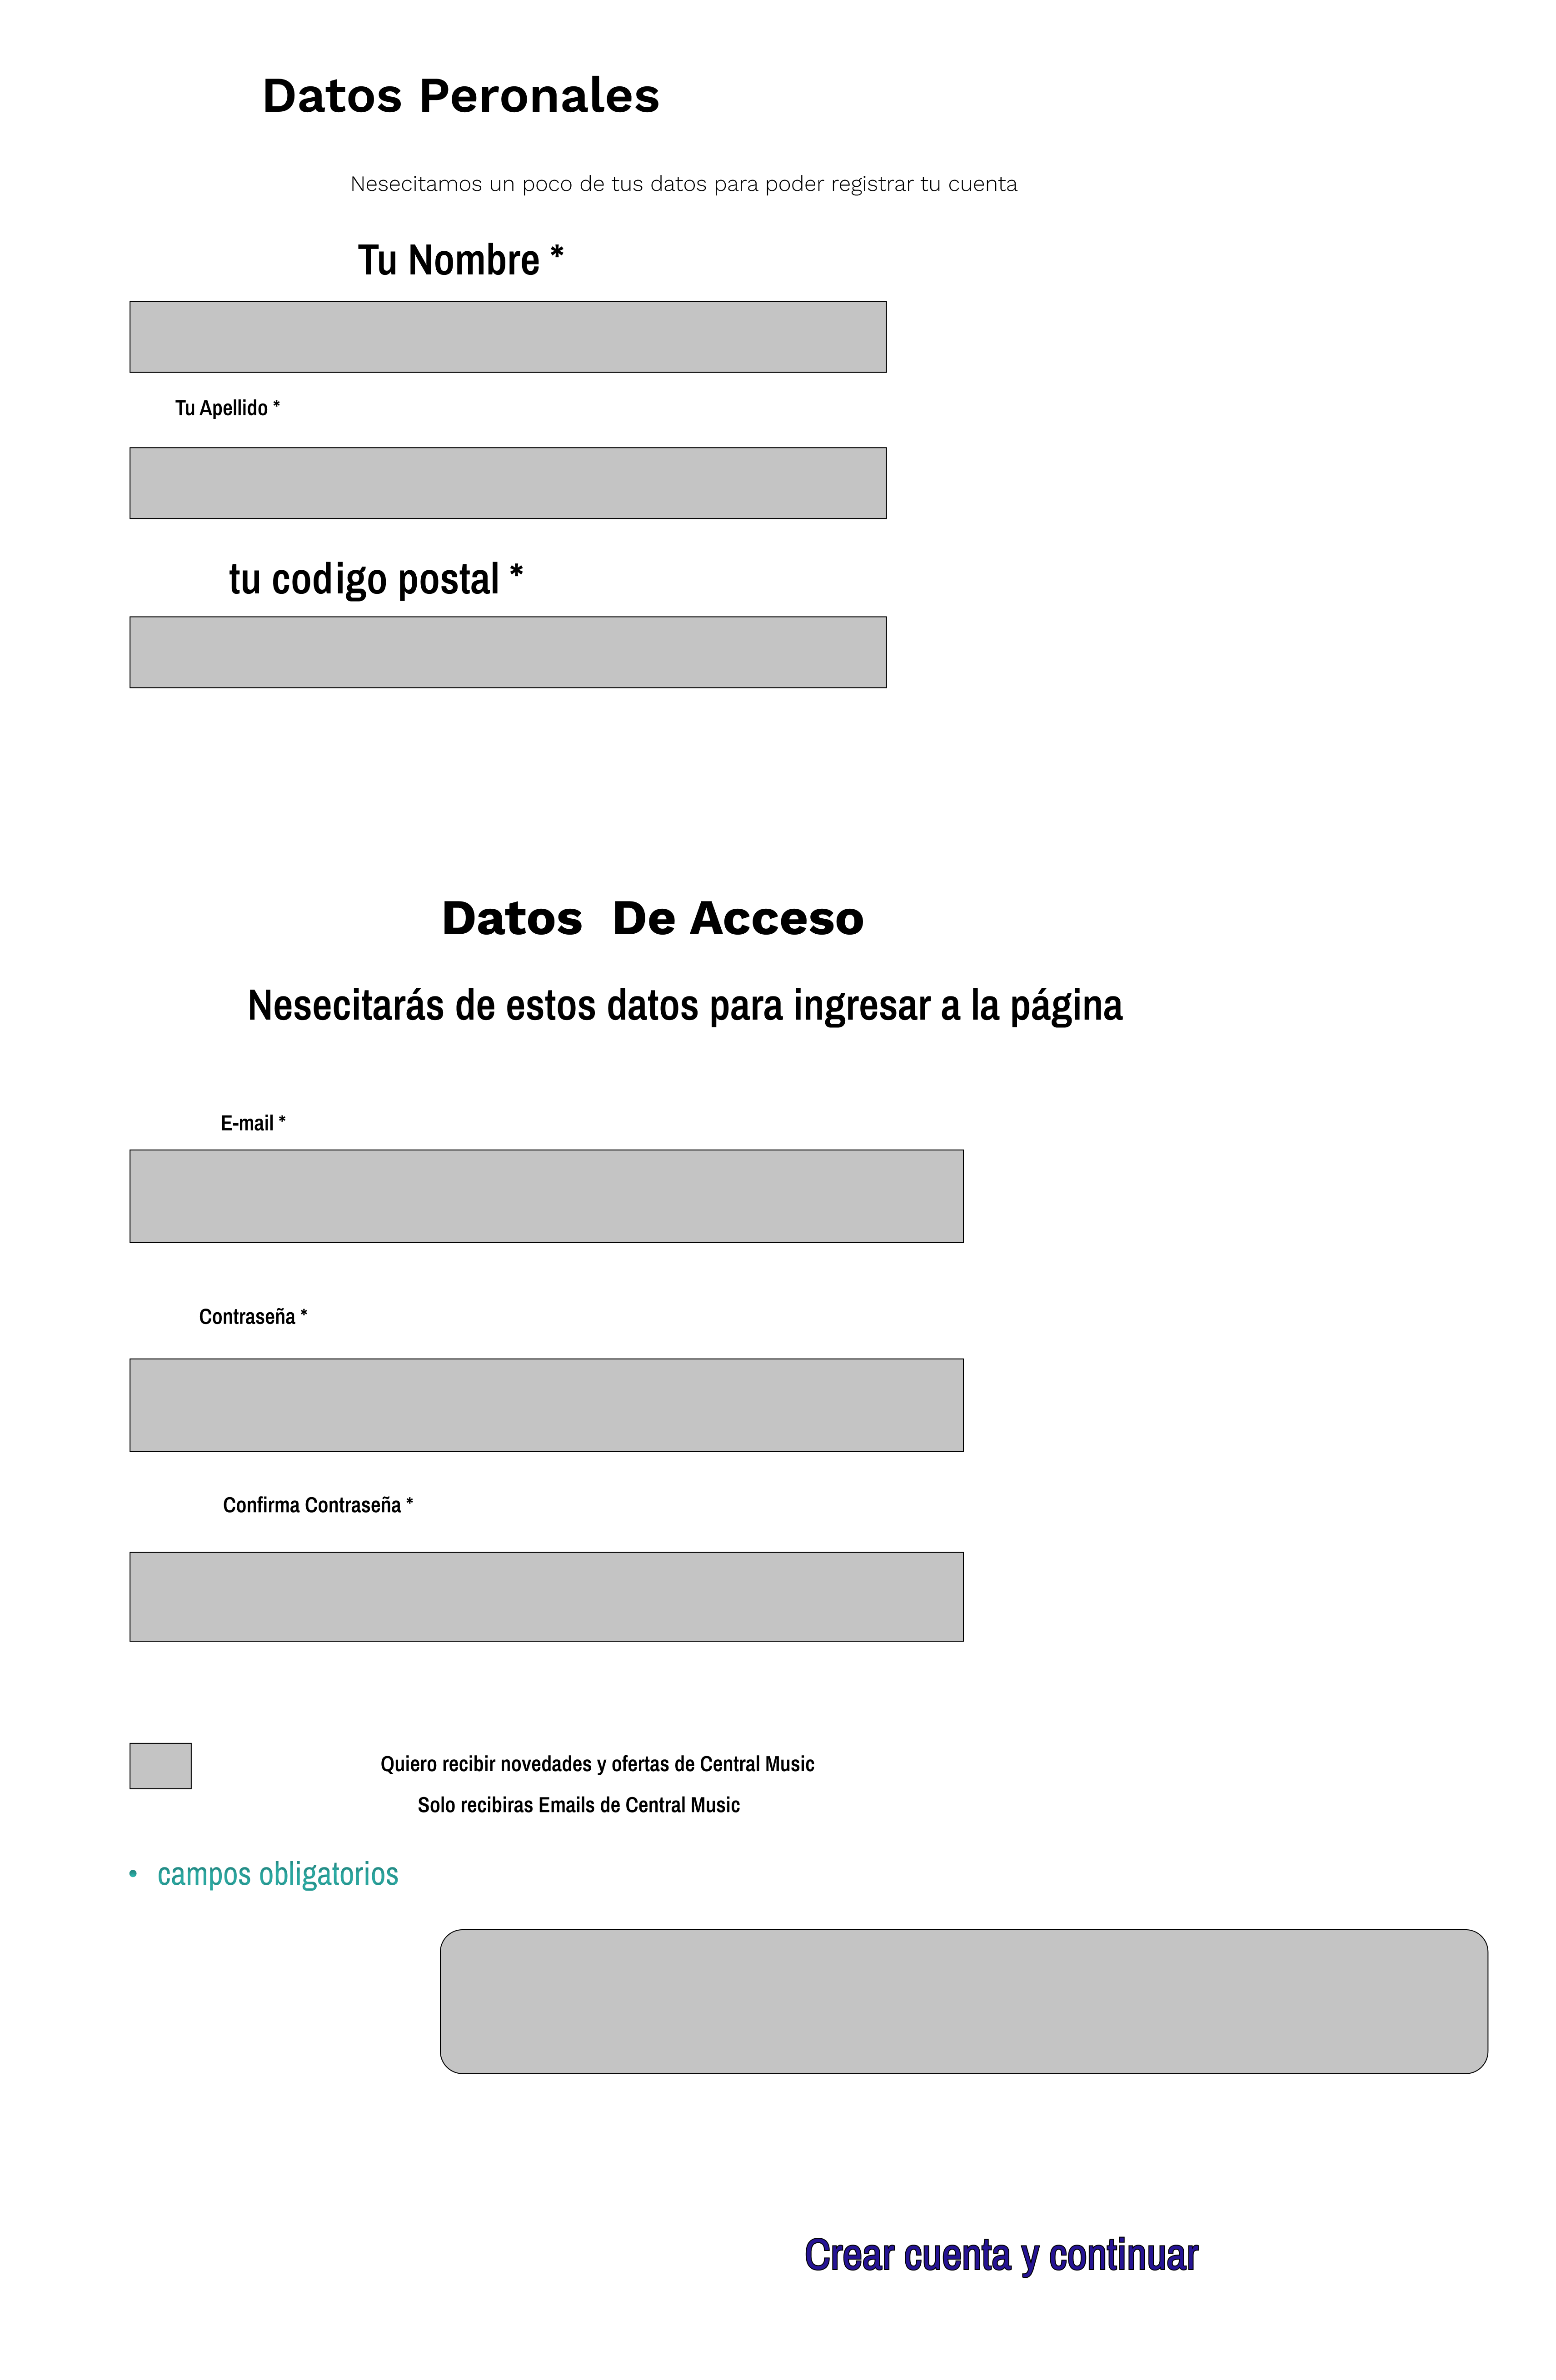 Datos Peronales
Nesecitamos un poco de tus datos para poder registrar tu cuenta
Tu Nombre *
Tu Apellido *
tu codigo postal *
Datos  De Acceso
Nesecitarás de estos datos para ingresar a la página
E-mail *
Contraseña *
Confirma Contraseña *
Quiero recibir novedades y ofertas de Central Music
Solo recibiras Emails de Central Music
• campos obligatorios
Crear cuenta y continuar